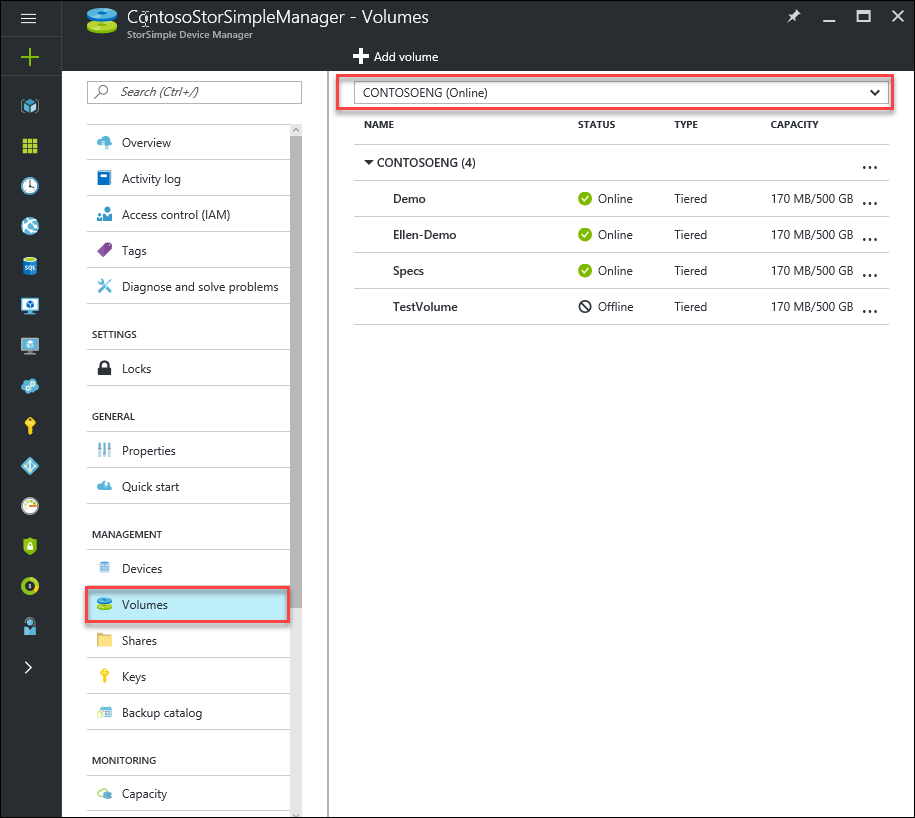 ContosoStorSimpleManager - Volumes
StorSimple Device Manager
Add volume
Search (Ctrl+/)
Overview
Activity log
Access control (IAM)
Tags
Diagnose and solve problems
SETTINGS
Locks
GENERAL
Properties
Quick start
MANAGEMENT
Devices
Volumes
Shares
Keys
Backup catalog
MONITORING
Capacity
CONTOSOENG (Online)
NAME STATUS TYPE CAPACITY
CONTOSOENG (4) ...
Demo Online Tiered 170 MB/500 GB ...
Ellen-Demo Online Tiered 170 MB/500 GB ...
Specs Online Tiered 170 MB/500 GB ...
TestVolume Offline Tiered 170 MB/500 GB ...
SQL